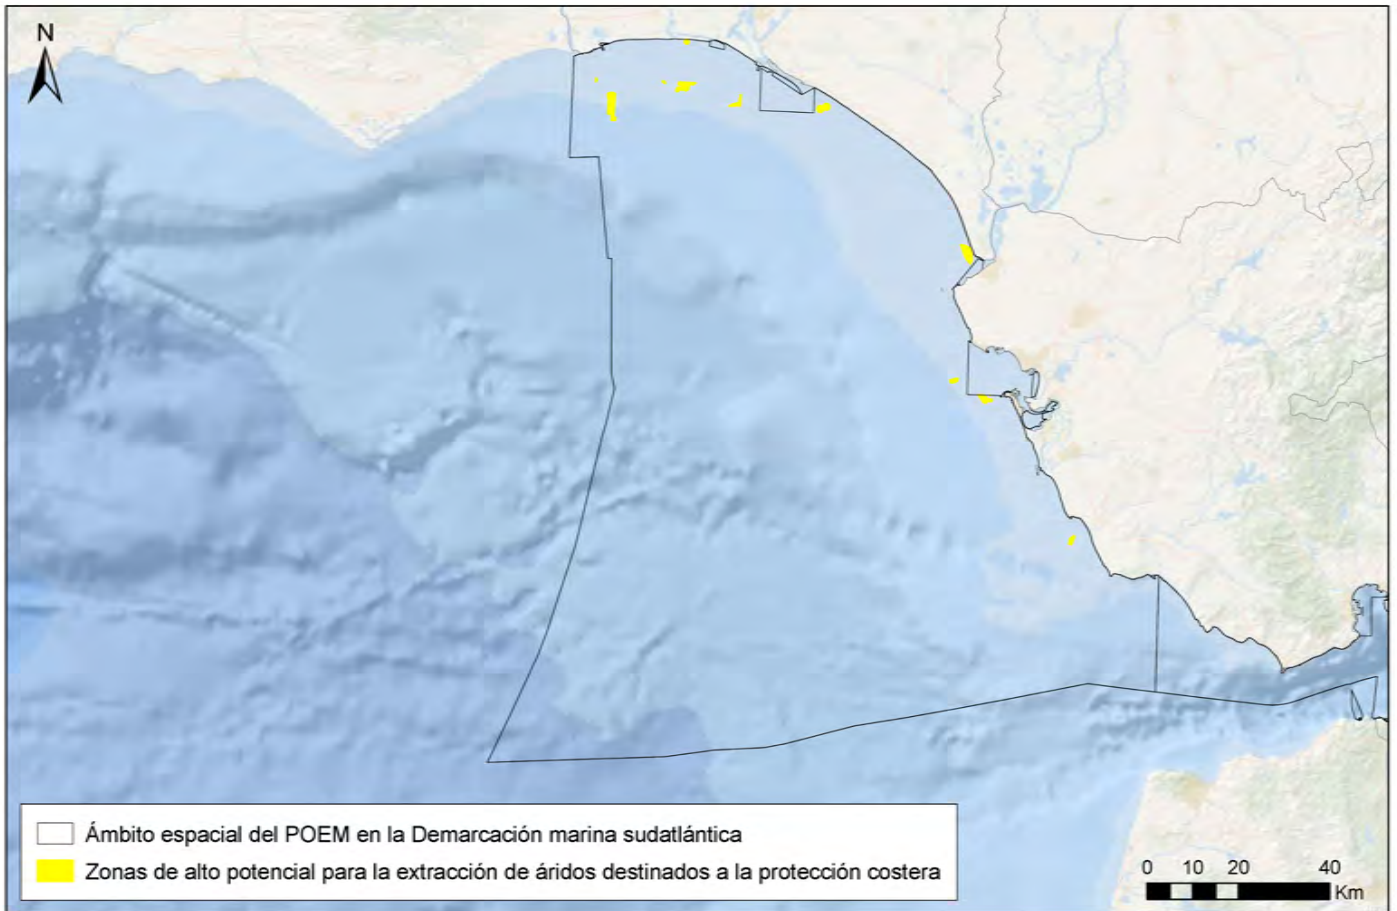 N
Ámbito espacial del POEM en la Demarcación marina sudatlántica
Zonas de alto potencial para la extracción de áridos destinados a la protección costera
0 10 20 40
Km